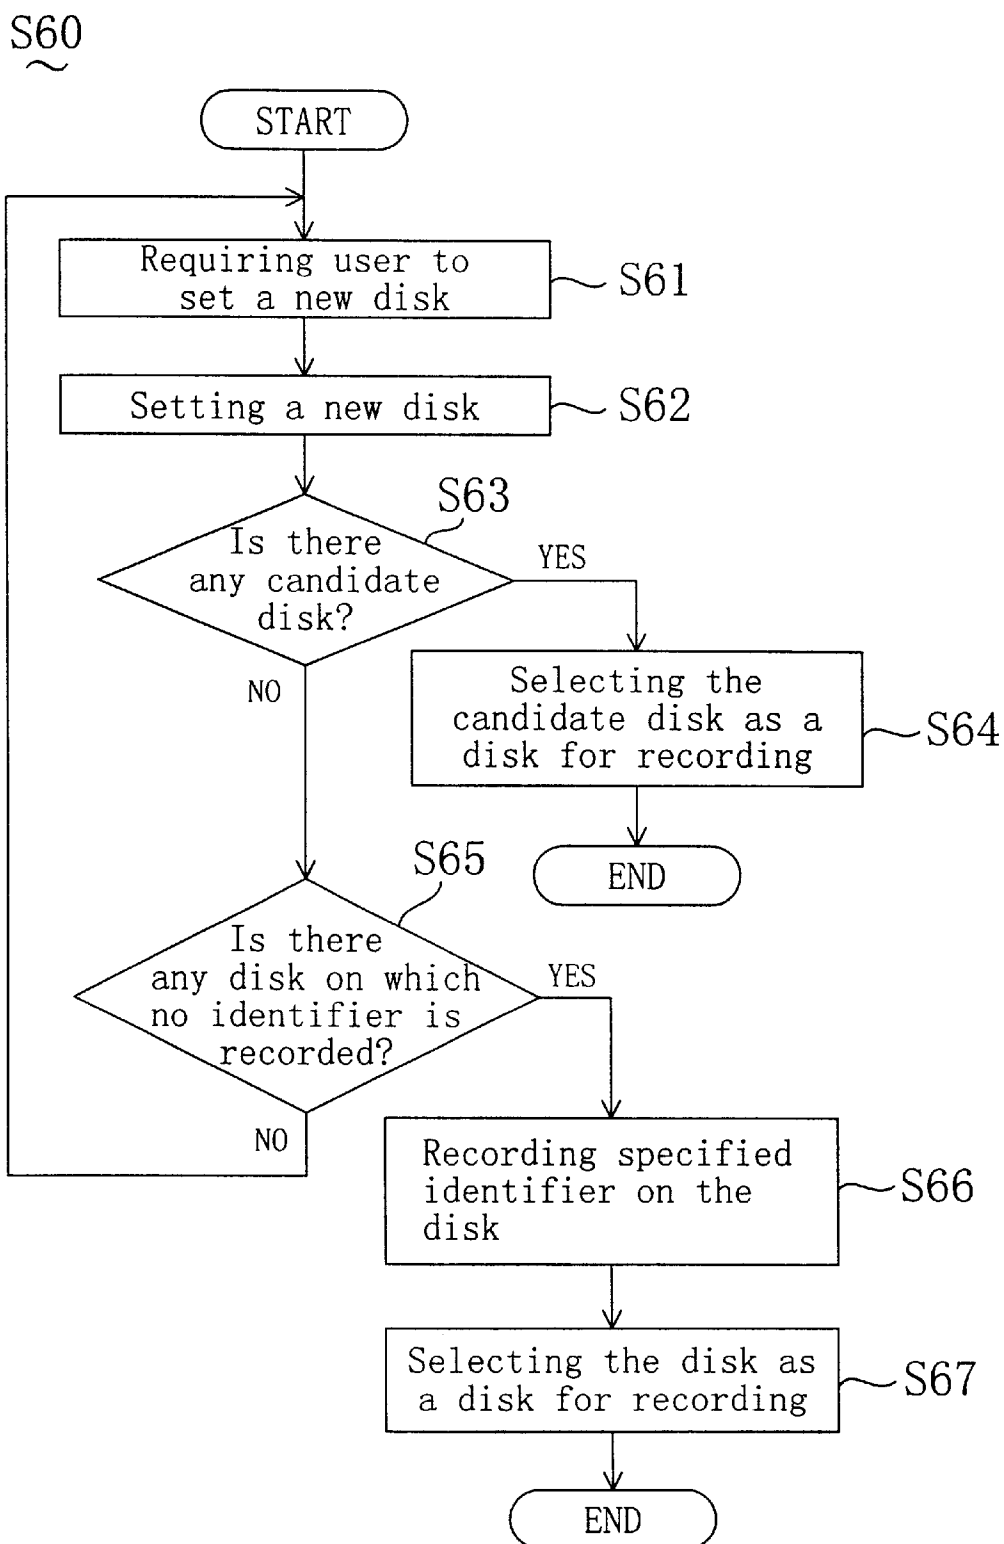 S60
START
Requiring user to
set a new disk
S61
Setting a new disk
S62
S63
Is there
any candidate
disk?
YES
NO
Selecting the
candidate disk as a
disk for recording
S64
END
S65
Is there
any disk on which
no identifier is
recorded?
YES
NO
Recording specified
identifier on the
disk
S66
Selecting the disk as
a disk for recording
S67
END